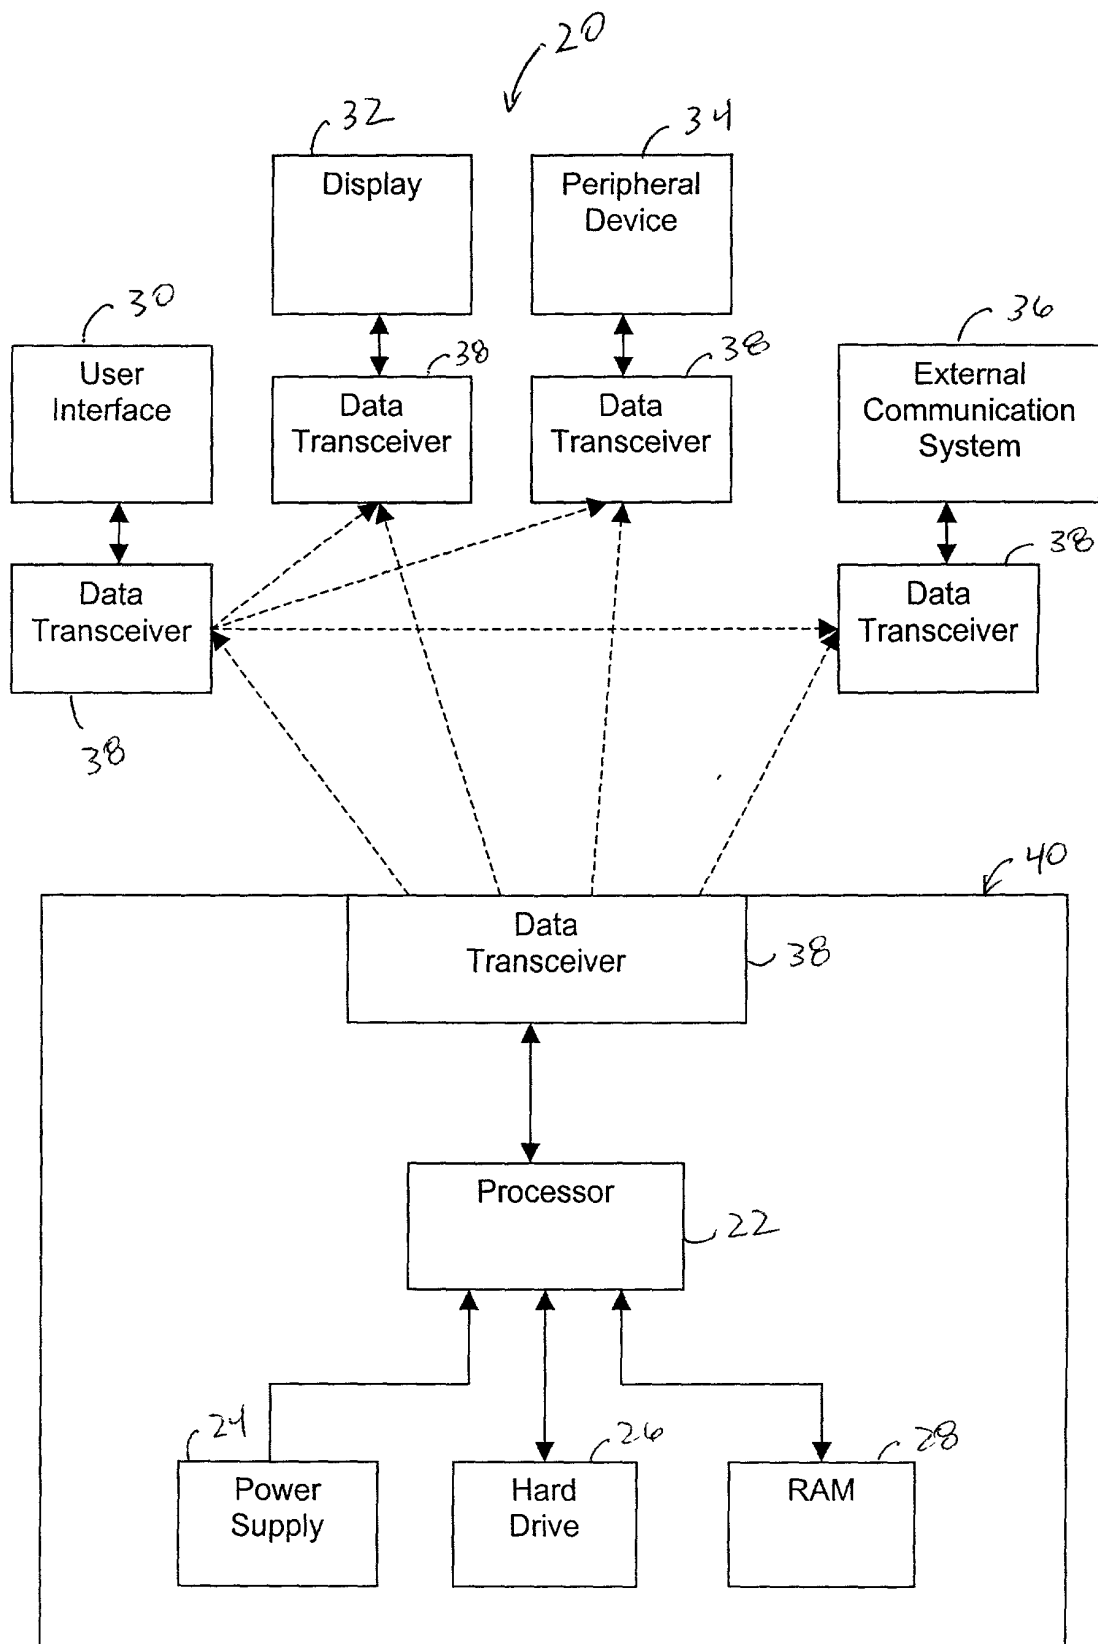 20
32
34
Display
Peripheral
Device
30
36
User
Interface
38
38
External
Communication
System
Data
Transceiver
Data
Transceiver
38
Data
Transceiver
Data
Transceiver
38
40
Data
Transceiver
38
Processor
22
24
26
28
Power
Supply
Hard
Drive
RAM